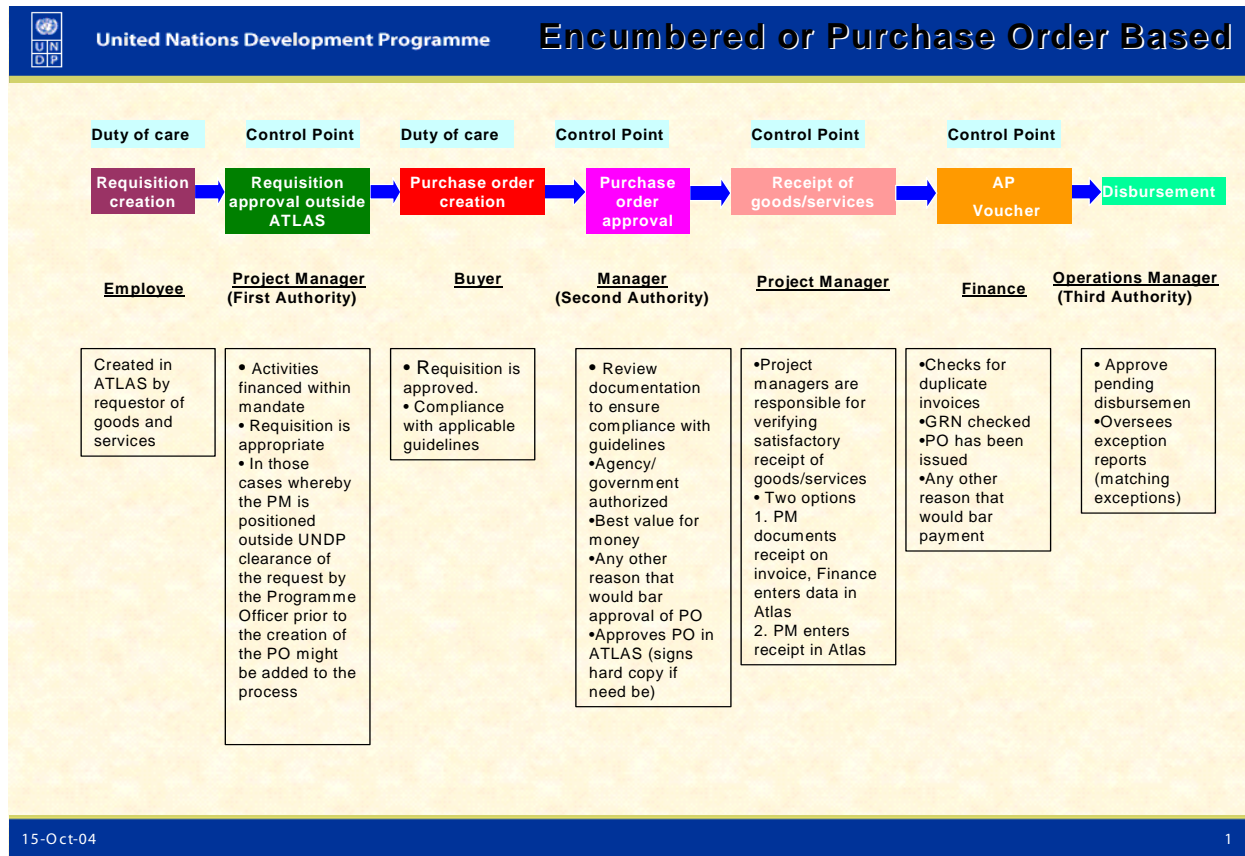 U N
D P
United Nations Development Programme
Encumbered or Purchase Order Based
Duty of care
Control Point
Duty of care
Control Point
Control Point
Control Point
Requisition
creation
Requisition
approval outside
ATLAS
Purchase order
creation
Purchase
order
approval
Receipt of
goods/services
AP
Voucher
Disbursement
Employee
Project Manager
(First Authority)
Buyer
Manager
(Second Authority)
Project Manager
Finance
Operations Manager
(Third Authority)
Created in
ATLAS by
requestor of
goods and
services
• Activities
financed within
mandate
• Requisition is
appropriate
• In those
cases whereby
the PM is
positioned
outside UNDP
clearance of
the request by
the Programme
Officer prior to
the creation of
the PO might
be added to the
process
• Requisition is
approved.
• Compliance
with applicable
guidelines
• Review
documentation
to ensure
compliance with
guidelines
•Agency/
government
authorized
•Best value for
money
•Any other
reason that
would bar
approval of PO
•Approves PO in
ATLAS (signs
hard copy if
need be)
•Project
managers are
responsible for
verifying
satisfactory
receipt of
goods/services
• Two options
1. PM
documents
receipt on
invoice, Finance
enters data in
Atlas
2. PM enters
receipt in Atlas
•Checks for
duplicate
invoices
•GRN checked
•PO has been
issued
•Any other
reason that
would bar
payment
• Approve
pending
disbursemen
•Oversees
exception
reports
(matching
exceptions)
15-Oct-04
1